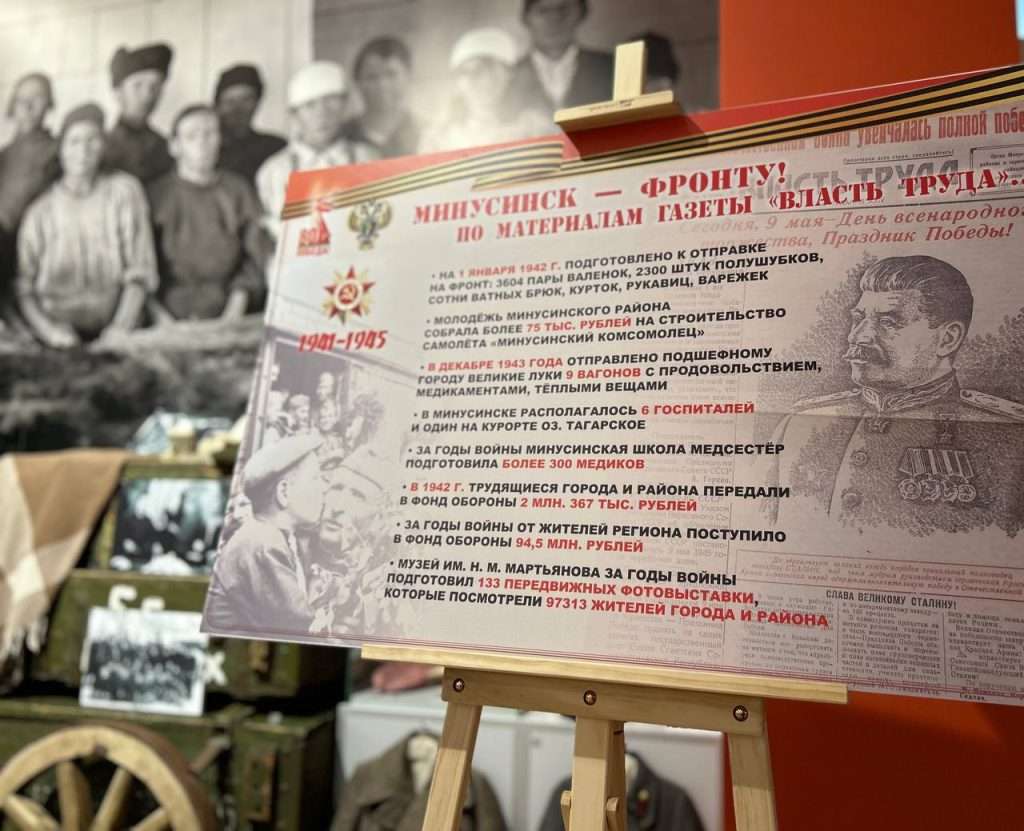 МИНУСИНСК — ФРОНТУ!
ПО МАТЕРИАЛАМ ГАЗЕТЫ «ВЛАСТЬ ТРУДА»...
1941-1945
• НА 1 ЯНВАРЯ 1942 Г. ПОДГОТОВЛЕНО К ОТПРАВКЕ
НА ФРОНТ: 3604 ПАРЫ ВАЛЕНОК, 2300 ШТУК ПОЛУШУБКОВ,
СОТНИ ВАТНЫХ БРЮК, КУРТОК, РУКАВИЦ, ВАРЕЖЕК
• МОЛОДЁЖЬ МИНУСИНСКОГО РАЙОНА
СОБРАЛА БОЛЕЕ 75 ТЫС. РУБЛЕЙ НА СТРОИТЕЛЬСТВО
САМОЛЁТА «МИНУСИНСКИЙ КОМСОМОЛЕЦ»
• В ДЕКАБРЕ 1943 ГОДА ОТПРАВЛЕНО ПОДШЕФНОМУ
ГОРОДУ ВЕЛИКИЕ ЛУКИ 9 ВАГОНОВ С ПРОДОВОЛЬСТВИЕМ,
МЕДИКАМЕНТАМИ, ТЁПЛЫМИ ВЕЩАМИ
• В МИНУСИНСКЕ РАСПОЛАГАЛОСЬ 6 ГОСПИТАЛЕЙ
И ОДИН НА КУРОРТЕ ОЗ. ТАГАРСКОЕ
• ЗА ГОДЫ ВОЙНЫ МИНУСИНСКАЯ ШКОЛА МЕДСЕСТЁР
ПОДГОТОВИЛА БОЛЕЕ 300 МЕДИКОВ
• В 1942 Г. ТРУДЯЩИЕСЯ ГОРОДА И РАЙОНА ПЕРЕДАЛИ
В ФОНД ОБОРОНЫ 2 МЛН. 367 ТЫС. РУБЛЕЙ
• ЗА ГОДЫ ВОЙНЫ ОТ ЖИТЕЛЕЙ РЕГИОНА ПОСТУПИЛО
В ФОНД ОБОРОНЫ 94,5 МЛН. РУБЛЕЙ
• МУЗЕЙ ИМ. Н. М. МАРТЬЯНОВА ЗА ГОДЫ ВОЙНЫ
ПОДГОТОВИЛ 133 ПЕРЕДВИЖНЫХ ФОТОВЫСТАВКИ,
КОТОРЫЕ ПОСМОТРЕЛИ 97313 ЖИТЕЛЕЙ ГОРОДА И РАЙОНА
война увенчалась полной
ВЛАСТЬ ТРУДА
Сегодня, 9 мая—День всенародно
Праздник Победы!
СЛАВА ВЕЛИКОМУ СТАЛИНУ!